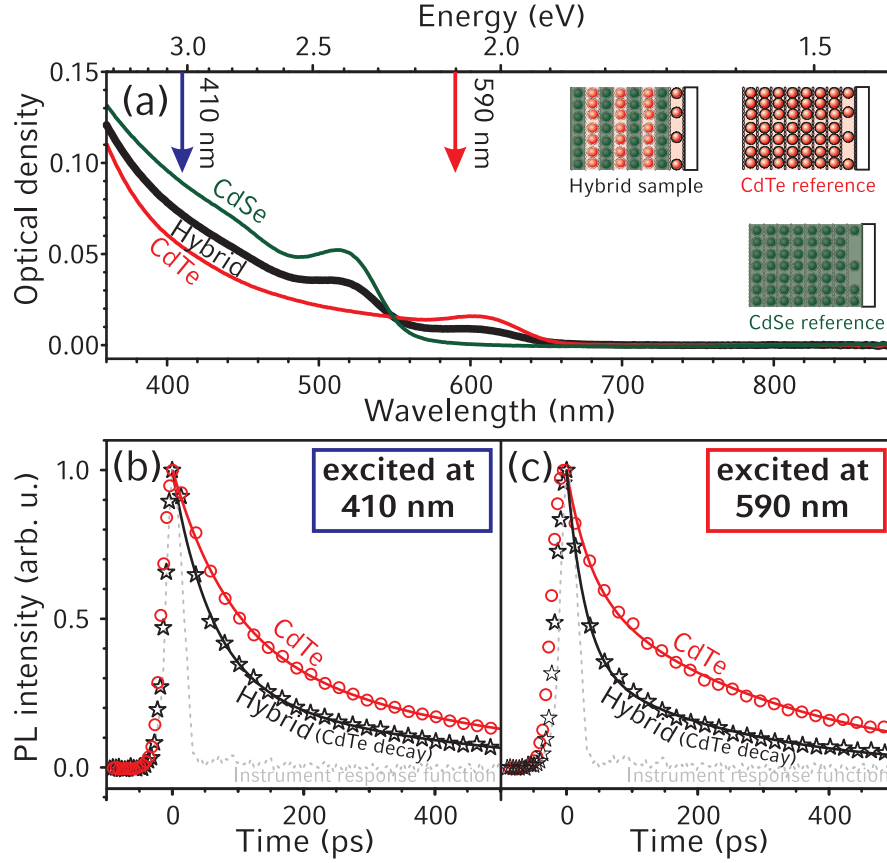 Energy (eV)
3.0 2.5 2.0 1.5
(a)
410 nm
590 nm
Optical density
0.15
0.10
0.05
0.00
CdSe
Hybrid
CdTe
Hybrid sample
CdTe reference
CdSe reference
400 500 600 700 800
Wavelength (nm)
(b)
excited at
410 nm
PL intensity (arb. u.)
1.0
0.5
0.0
CdTe
Hybrid (CdTe decay)
Instrument response function
0 200 400
Time (ps)
(c)
excited at
590 nm
CdTe
Hybrid (CdTe decay)
Instrument response function
0 200 400
Time (ps)